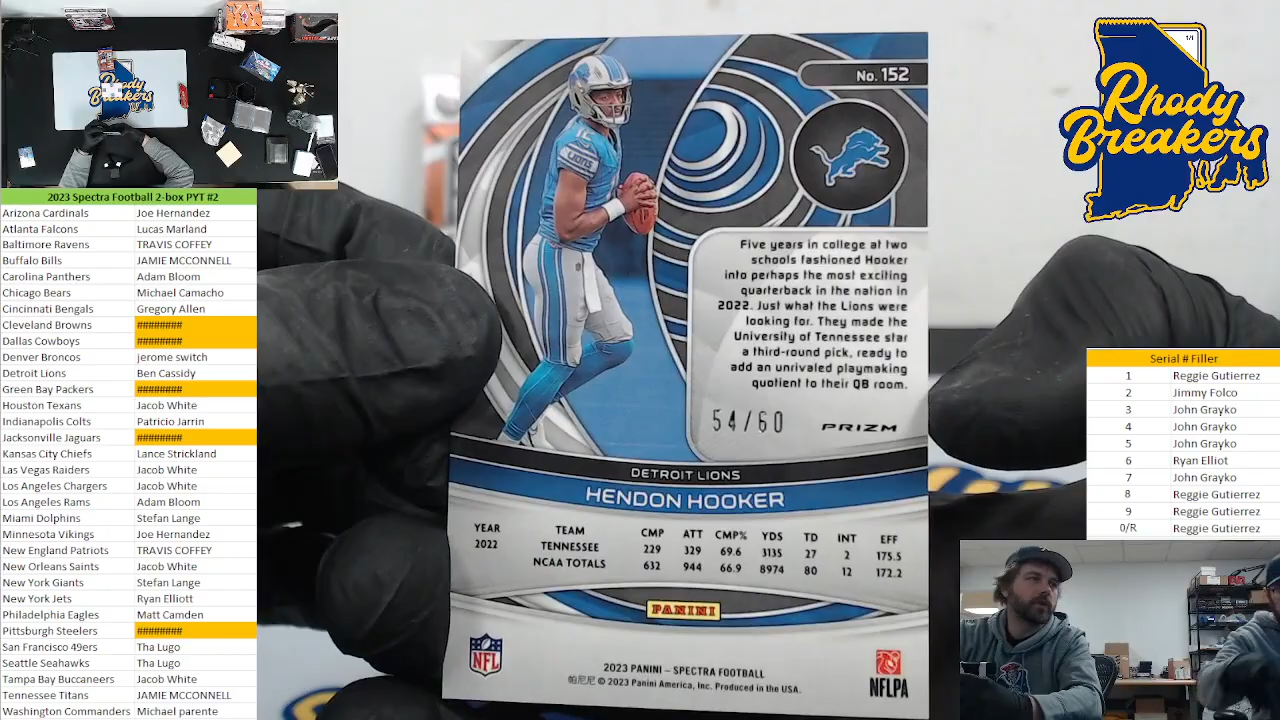 Rhody
Breakers
2023 Spectra Football 2-box PYT #2
Arizona Cardinals Joe Hernandez
Atlanta Falcons Lucas Marland
Baltimore Ravens TRAVIS COFFEY
Buffalo Bills JAMIE MCCONNELL
Carolina Panthers Adam Bloom
Chicago Bears Michael Camacho
Cincinnati Bengals Gregory Allen
Cleveland Browns ########
Dallas Cowboys ########
Denver Broncos jerome switch
Detroit Lions Ben Cassidy
Green Bay Packers ########
Houston Texans Jacob White
Indianapolis Colts Patricio Jarrin
Jacksonville Jaguars ########
Kansas City Chiefs Lance Strickland
Las Vegas Raiders Jacob White
Los Angeles Chargers Jacob White
Los Angeles Rams Adam Bloom
Miami Dolphins Stefan Lange
Minnesota Vikings Joe Hernandez
New England Patriots TRAVIS COFFEY
New Orleans Saints Jacob White
New York Giants Stefan Lange
New York Jets Ryan Elliott
Philadelphia Eagles Matt Camden
Pittsburgh Steelers ########
San Francisco 49ers Tha Lugo
Seattle Seahawks Tha Lugo
Tampa Bay Buccaneers Jacob White
Tennessee Titans JAMIE MCCONNELL
Washington Commanders Michael parente
No. 152
LIONS
Five years in college at two
schools fashioned Hooker
into perhaps the most exciting
quarterback in the nation in
2022. Just what the Lions were
looking for. They made the
University of Tennessee star
a third-round pick, ready to
add an unrivaled playmaking
quotient to their QB room.
54/60 PRIZM
DETROIT LIONS
HENDON HOOKER
YEAR TEAM CMP ATT CMP% YDS TD INT EFF
2022 TENNESSEE 229 329 69.6 3135 27 2 175.5
NCAA TOTALS 632 944 66.9 8974 80 12 172.2
PANINI
NFL
2023 PANINI – SPECTRA FOOTBALL
帕尼尼 © 2023 Panini America, Inc. Produced in the USA.
NFLPA
1/1
Rhody
Breakers
Serial # Filler
1 Reggie Gutierrez
2 Jimmy Folco
3 John Grayko
4 John Grayko
5 John Grayko
6 Ryan Elliot
7 John Grayko
8 Reggie Gutierrez
9 Reggie Gutierrez
0/R Reggie Gutierrez